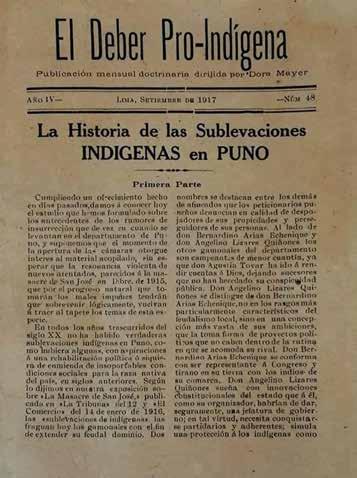 El Deber Pro-Indígena
Publicación mensual doctrinaria dirijida por Dora Mayer
AÑO IV—
LIMA, SETIEMBRE DE 1917
—NÚM 48
La Historia de las Sublevaciones
INDIGENAS en PUNO
Primera Parte
Cumpliendo un ofrecimiento hecho
en días pasados, damos á conocer hoy
el estudio que hemos formulado sobre
los antecedentes de los rumores de
insurrección que de vez en cuando se
levantan en el departamento de Pu-
no, y suponemos que el momento de
la apertura de las cámaras otorgue
interes al material acopilado, sin es-
perar que la resonancia violenta de
nuevos atentados, parecidos á la ma-
sacre de San José en Dbre. de 1915,
que por el progreso natural que to-
marán los males impulses tendrán
que sobrevenir lógicamente, vuelvan
á traer al tapete los temas de esta es-
pecie.
En todos los años trascurridos del
siglo XX no ha habido verdaderas
sublevaciones indígenas en Puno, co-
mo hubiera algunos, con aspiraciones
á una rehabilitación política ó siquie-
ra de enmienda de insoportables con-
diciones sociales para la raza nativa
del país, en siglos anteriores. Según
lo dijimos en nuestra exposición so-
bre «La Masacre de San José,» publi-
cada en «La Tribuna» del 12 y «El
Comercio» del 14 de enero de 1916,
las «sublevaciones de indígenas» las
fraguan hoy los gamonales con el fin
de extender su feudal dominio. Dos
nombres se destacan entre los demás
de añudos que los peticionarios pu-
neños denuncian en calidad de despo-
jadores de sus propiedades y perse-
guidores de sus personas. Al lado de
don Bernardino Arias Echenique y don
Angelino Lizares Quiñones los
otros gamonales del departamento
son campeones de menor cuantía, ya
que don Agustin Tovar ha ido á ren-
dir cuentas á Dios, dejando sucesores
que no han heredado su conspicuidad
pública. Don Angelino Lizares Qui-
ñones se distigue de don Bernardino
Arias Echenique, no en los rasgos más
particularmente característicos del
feudalismo local, sino en una concep-
ción más vasta de sus ambiciones,
que la toma forma de proyectos polí-
ticos que no caben dentro de la rutina
en que se acomoda su rival. Don Ber-
nardino Arias Echenique se conforma
con ser representante á Congreso y
tirano en su tierra con los indios de
su comarca. Don Angelino Lizares
Quiñones sueña con innovaciones
constitucionales del estado que á él,
como su organizador, habrían de dar,
seguramente, una jefatura de gobier-
no; en tal virtud, necesita conquistar-
se partidarios y adherentes; simula
una protección á los indígenas como